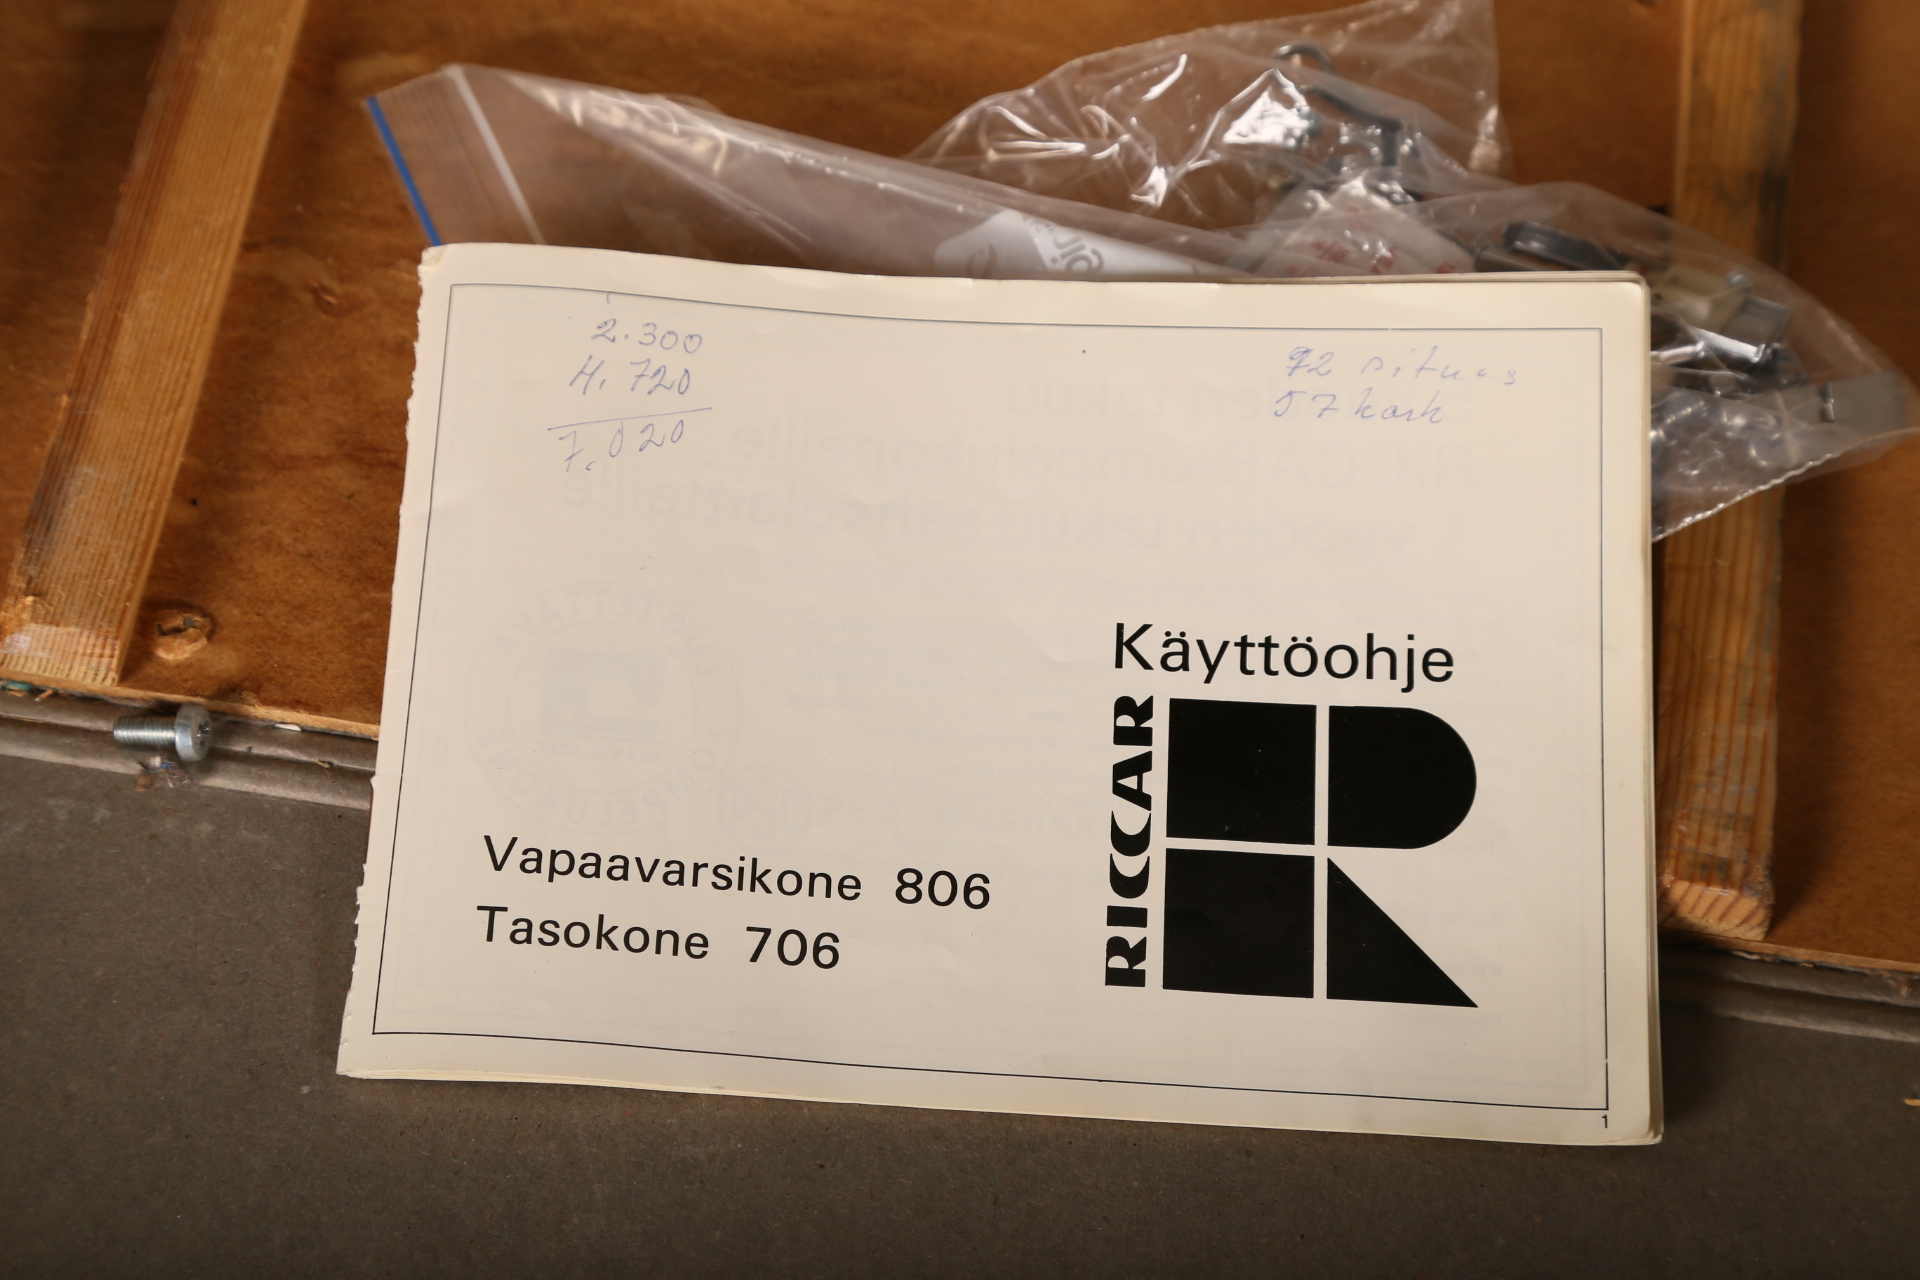 2.300
4.720
7.020
92 pituus
57 kork
Käyttöohje
RICCAR
Vapaavarsikone 806
Tasokone 706
1